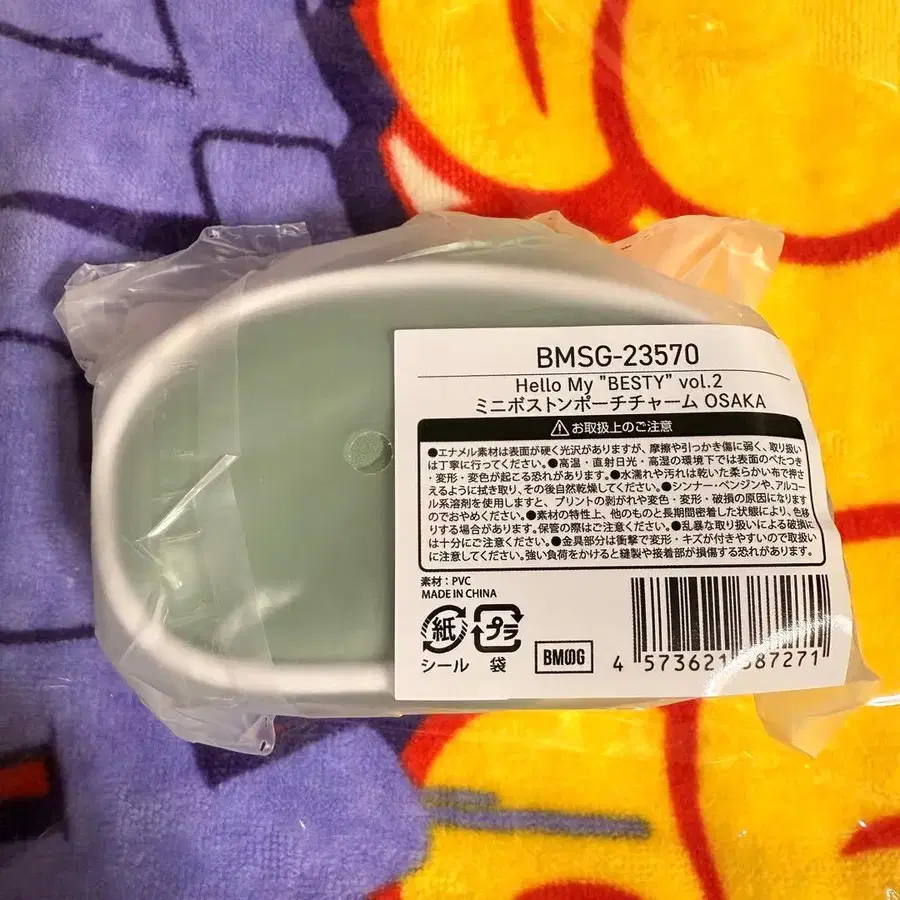 BMSG-23570
Hello My "BESTY" vol.2
ミニボストンポーチチャーム OSAKA
⚠お取扱上のご注意
●エナメル素材は表面が硬く光沢がありますが、摩擦や引っかき傷に弱く、取り扱い
は丁寧に行ってください。●高温・直射日光・高湿の環境下では表面のべたつき
・変形・変色が起こる恐れがあります。●水濡れや汚れは乾いた柔らかい布で押さ
えるように拭き取り、その後自然乾燥してください。●シンナー・ベンジンや、アルコー
ル系溶剤を使用しますと、プリントの剥がれや変色・変形・破損の原因になります
のでおやめください。●素材の特性上、他のものと長期間密着した状態により、色移
りする場合があります。保管の際はご注意ください。●乱暴な取り扱いによる破損に
は十分にご注意ください。●金具部分は衝撃で変形・キズが付きやすいので取扱い
に注意してください。強い負荷をかけると縫製や接着部が損傷する恐れがあります。
素材：PVC
MADE IN CHINA
紙 プラ
シール 袋
BMSG
4 573621 387271